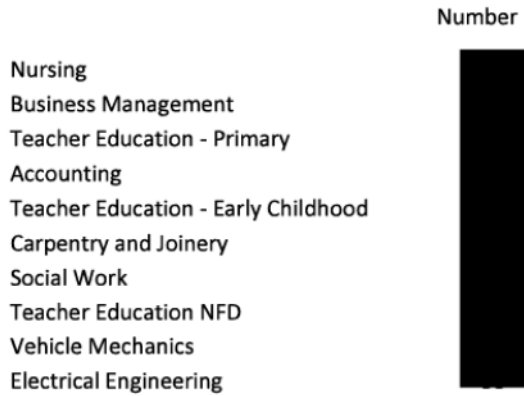 Number
Nursing
Business Management
Teacher Education - Primary
Accounting
Teacher Education - Early Childhood
Carpentry and Joinery
Social Work
Teacher Education NFD
Vehicle Mechanics
Electrical Engineering